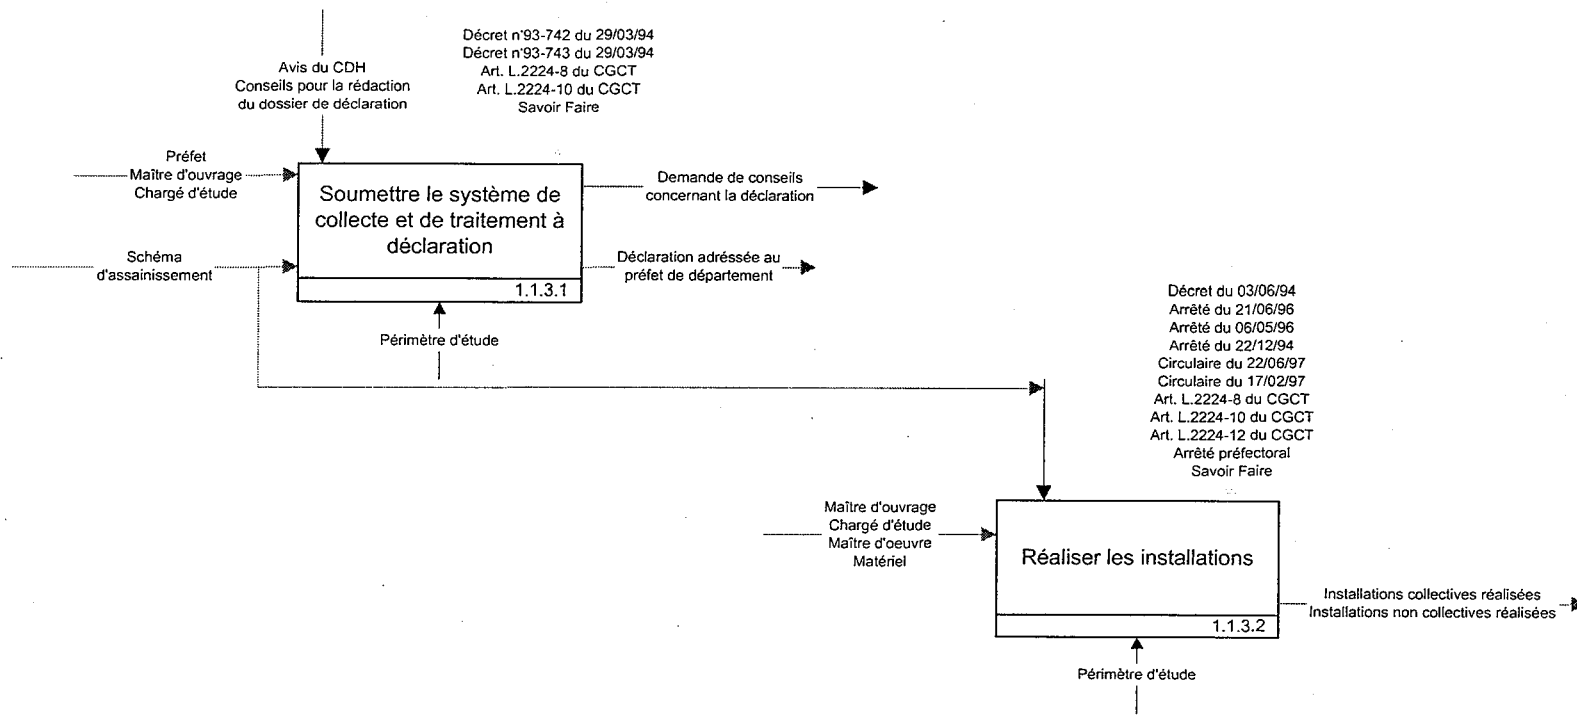 Décret n°93-742 du 29/03/94
Décret n°93-743 du 29/03/94
Art. L.2224-8 du CGCT
Art. L.2224-10 du CGCT
Savoir Faire
Avis du CDH
Conseils pour la rédaction
du dossier de déclaration
Préfet
Maître d'ouvrage
Chargé d'étude
Soumettre le système de
collecte et de traitement à
déclaration
1.1.3.1
Demande de conseils
concernant la déclaration
Schéma
d'assainissement
Déclaration adréssée au
préfet de département
Périmètre d'étude
Décret du 03/06/94
Arrêté du 21/06/96
Arrêté du 06/05/96
Arrêté du 22/12/94
Circulaire du 22/06/97
Circulaire du 17/02/97
Art. L.2224-8 du CGCT
Art. L.2224-10 du CGCT
Art. L.2224-12 du CGCT
Arrêté préfectoral
Savoir Faire
Maître d'ouvrage
Chargé d'étude
Maître d'oeuvre
Matériel
Réaliser les installations
1.1.3.2
Installations collectives réalisées
Installations non collectives réalisées
Périmètre d'étude